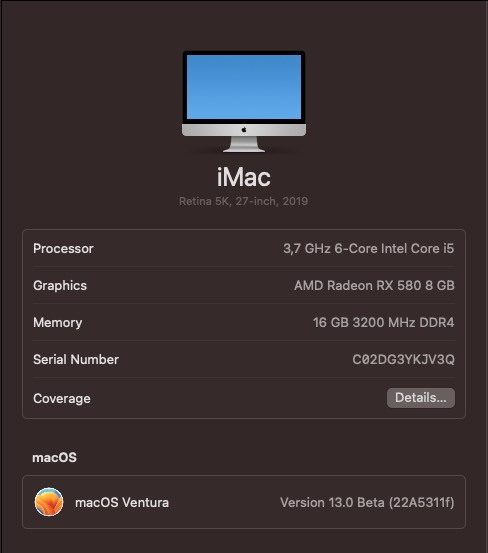 iMac
Retina 5K, 27-inch, 2019
Processor 3,7 GHz 6-Core Intel Core i5
Graphics AMD Radeon RX 580 8 GB
Memory 16 GB 3200 MHz DDR4
Serial Number C02DG3YKJV3Q
Coverage Details...
macOS
macOS Ventura Version 13.0 Beta (22A5311f)